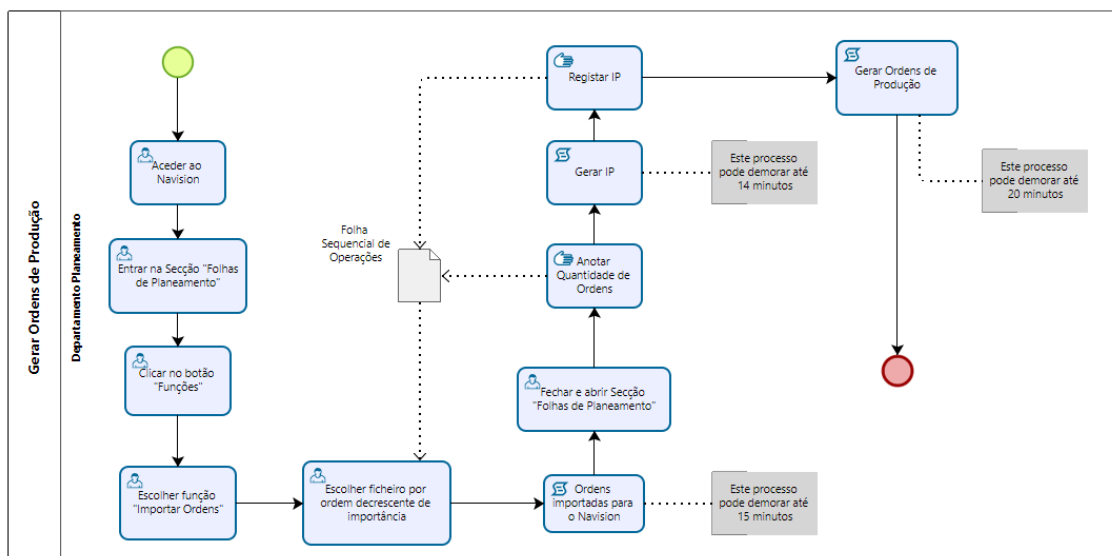 Gerar Ordens de Produção
Departamento Planeamento
Aceder ao
Navision
Entrar na Secção "Folhas
de Planeamento"
Clicar no botão
"Funções"
Escolher função
"Importar Ordens"
Escolher ficheiro por
ordem decrescente de
importância
Ordens
importadas para
o Navision
Este processo
pode demorar até
15 minutos
Fechar e abrir Secção
"Folhas de Planeamento"
Anotar
Quantidade de
Ordens
Folha
Sequencial de
Operações
Gerar IP
Este processo
pode demorar até
14 minutos
Registar IP
Gerar Ordens de
Produção
Este processo
pode demorar até
20 minutos